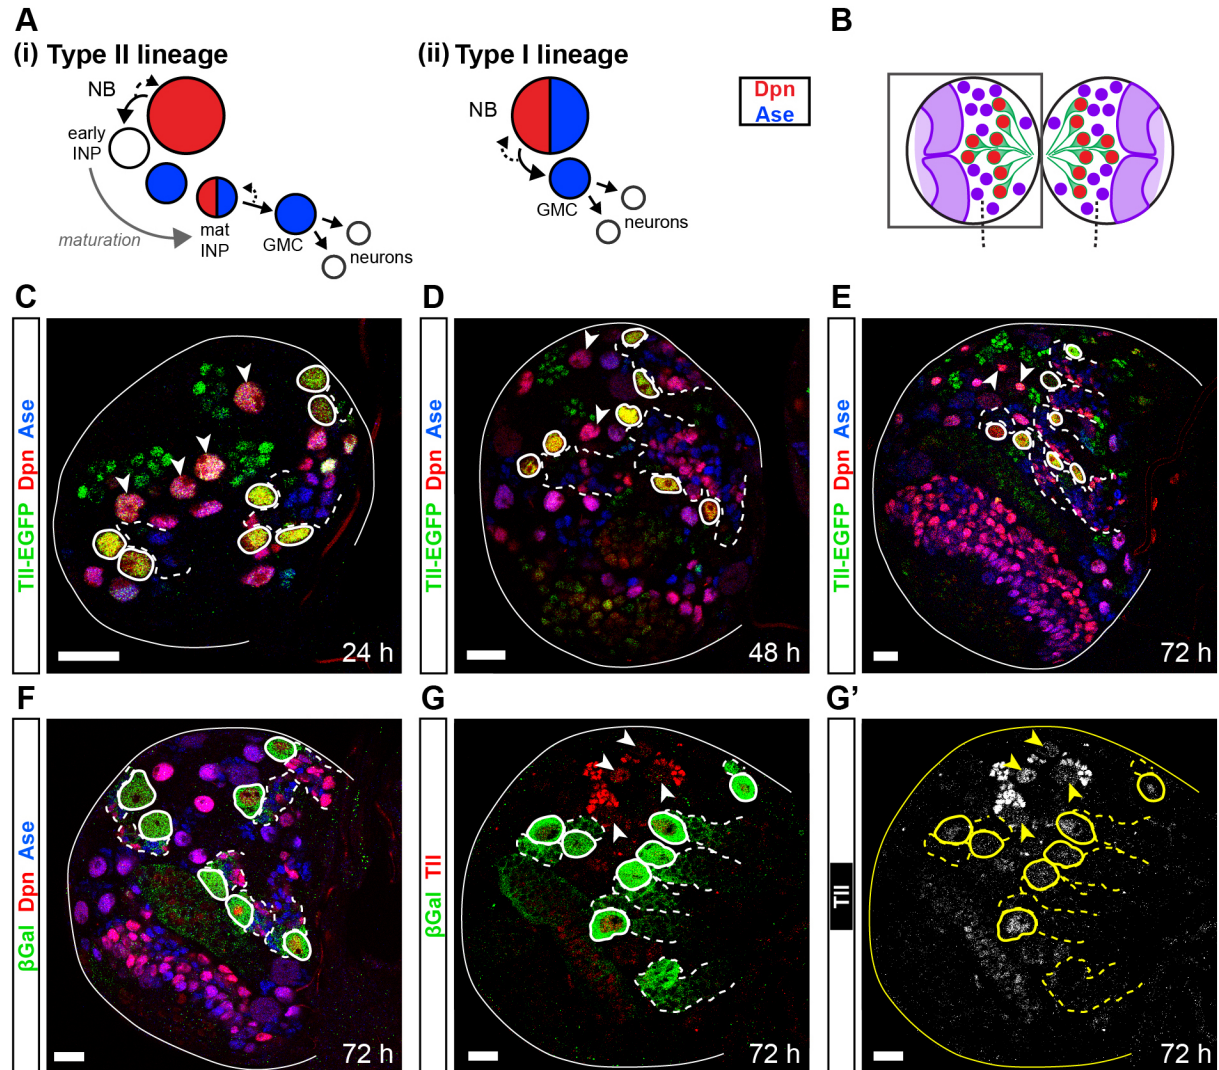 A
(i) Type II lineage
NB
early
INP
maturation
mat
INP
GMC
neurons
(ii) Type I lineage
NB
GMC
neurons
Dpn
Ase
B
C
Tll-EGFP Dpn Ase
24 h
D
Tll-EGFP Dpn Ase
48 h
E
Tll-EGFP Dpn Ase
72 h
F
βGal Dpn Ase
72 h
G
βGal Tll
72 h
G’
Tll
72 h